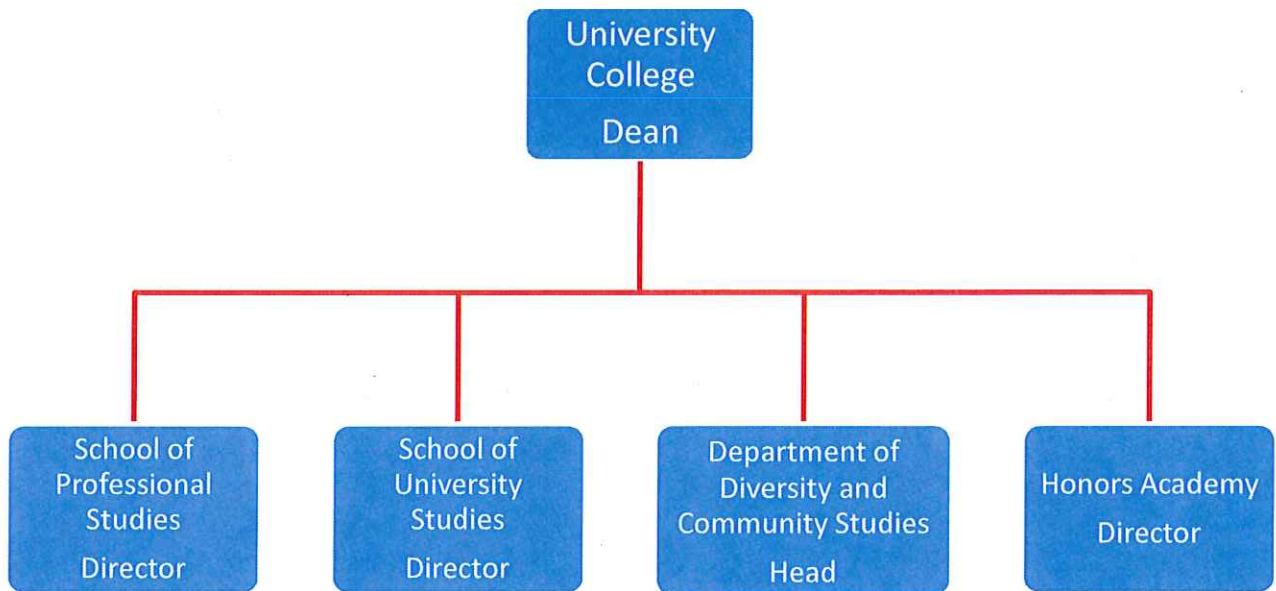 University
College
Dean
School of
Professional
Studies
Director
School of
University
Studies
Director
Department of
Diversity and
Community Studies
Head
Honors Academy
Director